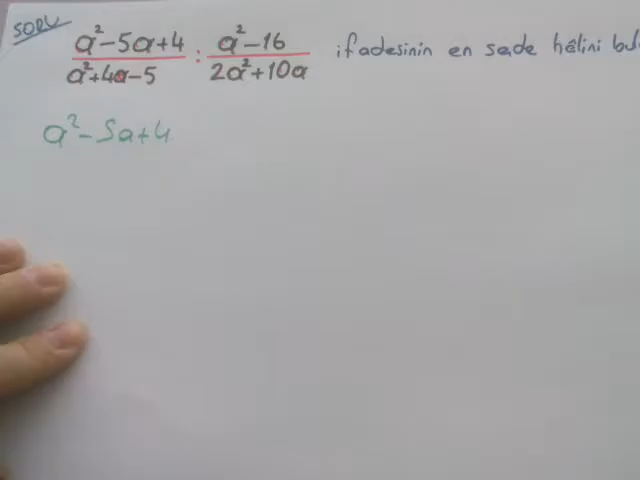 SORU
a²-5a+4 / a²+4a-5 : a²-16 / 2a²+10a ifadesinin en sade hâlini bul
a²-5a+4